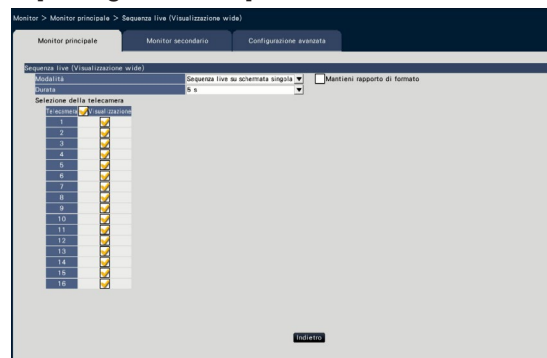 Monitor > Monitor principale > Sequenza live (Visualizzazione wide)
Monitor principale Monitor secondario Configurazione avanzata
Sequenza live (Visualizzazione wide)
Modalità Sequenza live su schermata singola Mantieni rapporto di formato
Durata 5 s
Selezione della telecamera
Telecamera Visualizzazione
1
2
3
4
5
6
7
8
9
10
11
12
13
14
15
16
Indietro